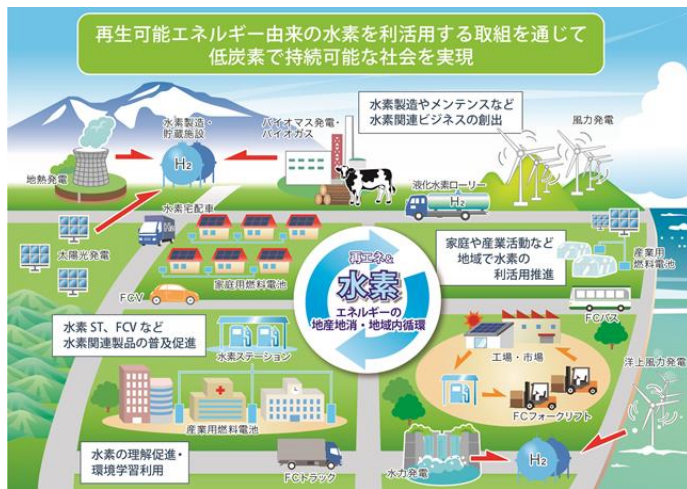 再生可能エネルギー由来の水素を利活用する取組を通じて
低炭素で持続可能な社会を実現
水素製造・
貯蔵施設
バイオマス発電・
バイオガス
水素製造やメンテンスなど
水素関連ビジネスの創出
風力発電
地熱発電
H2
液化水素ローリー
H2
水素宅配車
H2
太陽光発電
家庭用燃料電池
再エネ&
水素
エネルギーの
地産地消・地域内循環
家庭や産業活動など
地域で水素の
利活用推進
産業用
燃料電池
FCV
FCバス
水素 ST、FCV など
水素関連製品の普及促進
水素ステーション
工場・市場
洋上風力発電
FCフォークリフト
産業用燃料電池
水素の理解促進・
環境学習利用
FCトラック
水力発電
H2